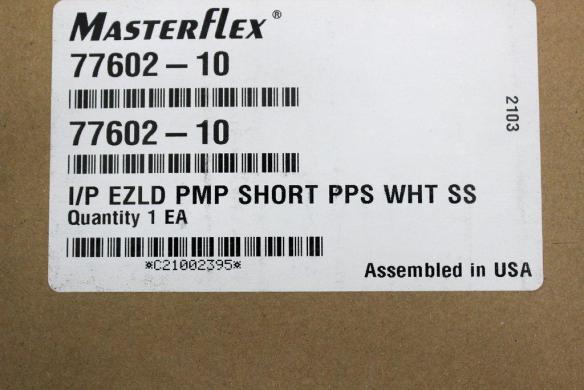 MASTERFLEX®
77602-10
77602-10
2103
I/P EZLD PMP SHORT PPS WHT SS
Quantity 1 EA
*C21002395*
Assembled in USA